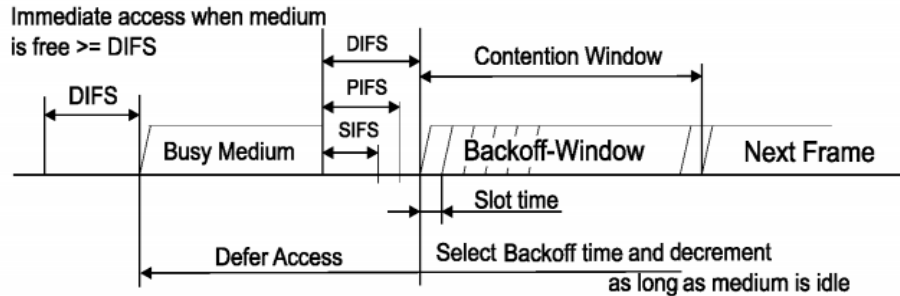 Immediate access when medium
is free >= DIFS
DIFS
Contention Window
PIFS
DIFS
SIFS
Busy Medium
Backoff-Window
Next Frame
Slot time
Defer Access
Select Backoff time and decrement
as long as medium is idle